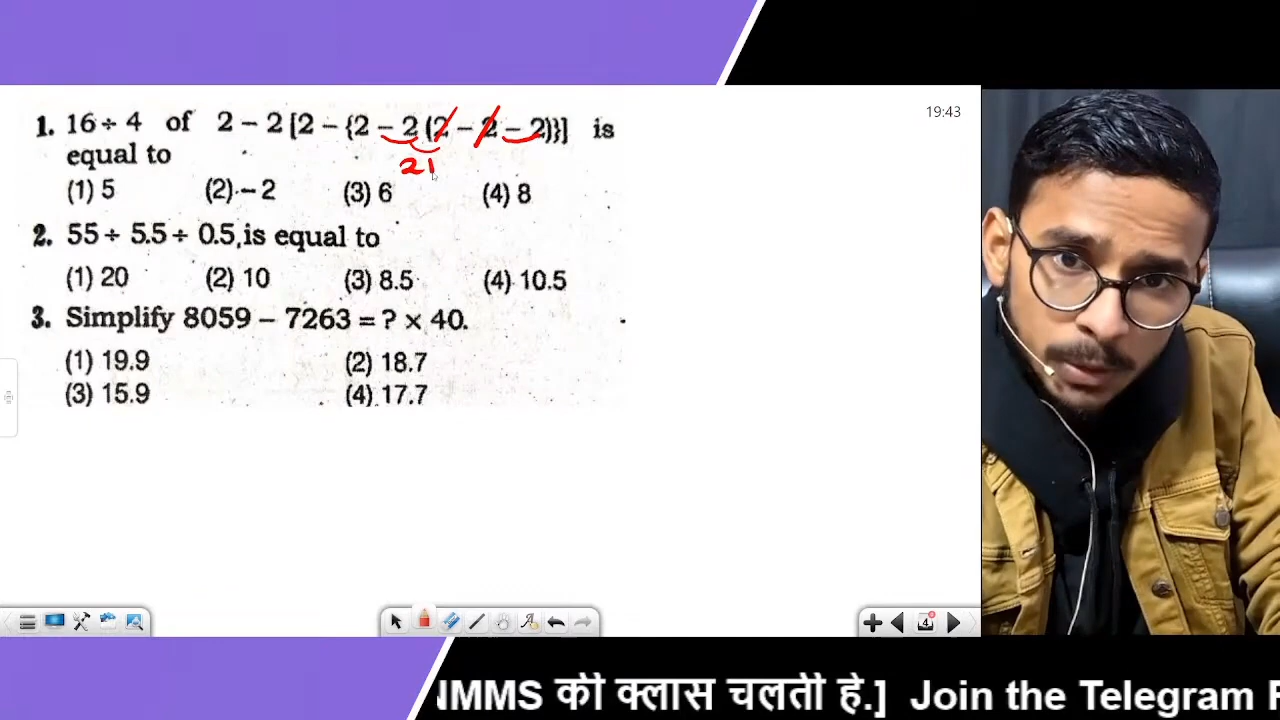 19:43
1. 16 ÷ 4 of 2 − 2 [2 − {2 − 2 (2 − 2 − 2)}] is
equal to
21
(1) 5 (2) − 2 (3) 6 (4) 8
2. 55 ÷ 5.5 ÷ 0.5, is equal to
(1) 20 (2) 10 (3) 8.5 (4) 10.5
3. Simplify 8059 − 7263 = ? × 40.
(1) 19.9 (2) 18.7
(3) 15.9 (4) 17.7
4
NMMS की क्लास चलती है.] Join the Telegram